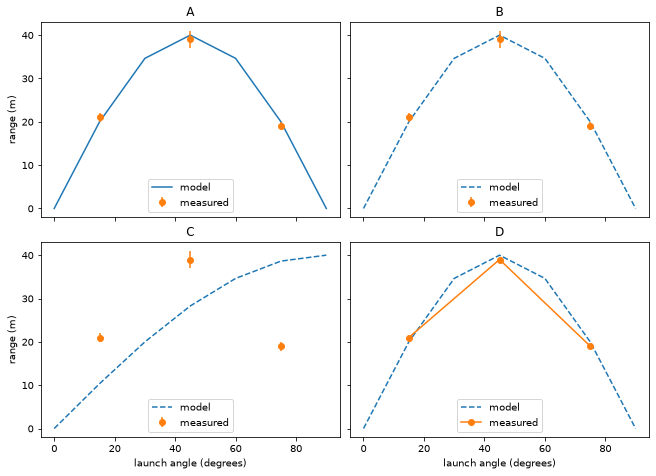 A
B
40
30
20
10
0
range (m)
model
measured
model
measured
C
D
40
30
20
10
0
range (m)
model
measured
model
measured
0 20 40 60 80
0 20 40 60 80
launch angle (degrees)
launch angle (degrees)